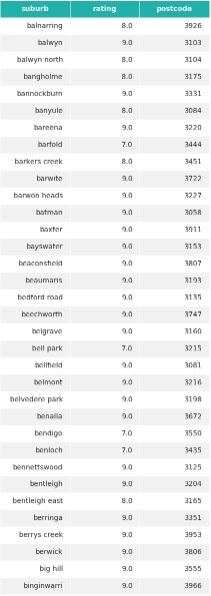 suburb rating postcode
balnarring 8.0 3926
balwyn 9.0 3103
balwyn north 8.0 3104
bangholme 8.0 3175
bannockburn 9.0 3331
banyule 8.0 3084
bareena 9.0 3220
barfold 7.0 3444
barkers creek 8.0 3451
barwite 9.0 3722
barwon heads 9.0 3227
batman 9.0 3058
baxter 9.0 3911
bayswater 9.0 3153
beaconsfield 9.0 3807
beaumaris 9.0 3193
bedford road 9.0 3135
beechworth 9.0 3747
belgrave 9.0 3160
bell park 7.0 3215
bellfield 9.0 3081
belmont 9.0 3216
belvedere park 9.0 3198
benalla 9.0 3672
bendigo 7.0 3550
benloch 7.0 3435
bennettswood 9.0 3125
bentleigh 9.0 3204
bentleigh east 8.0 3165
berringa 9.0 3351
berrys creek 9.0 3953
berwick 9.0 3806
big hill 9.0 3555
binginwarri 9.0 3966